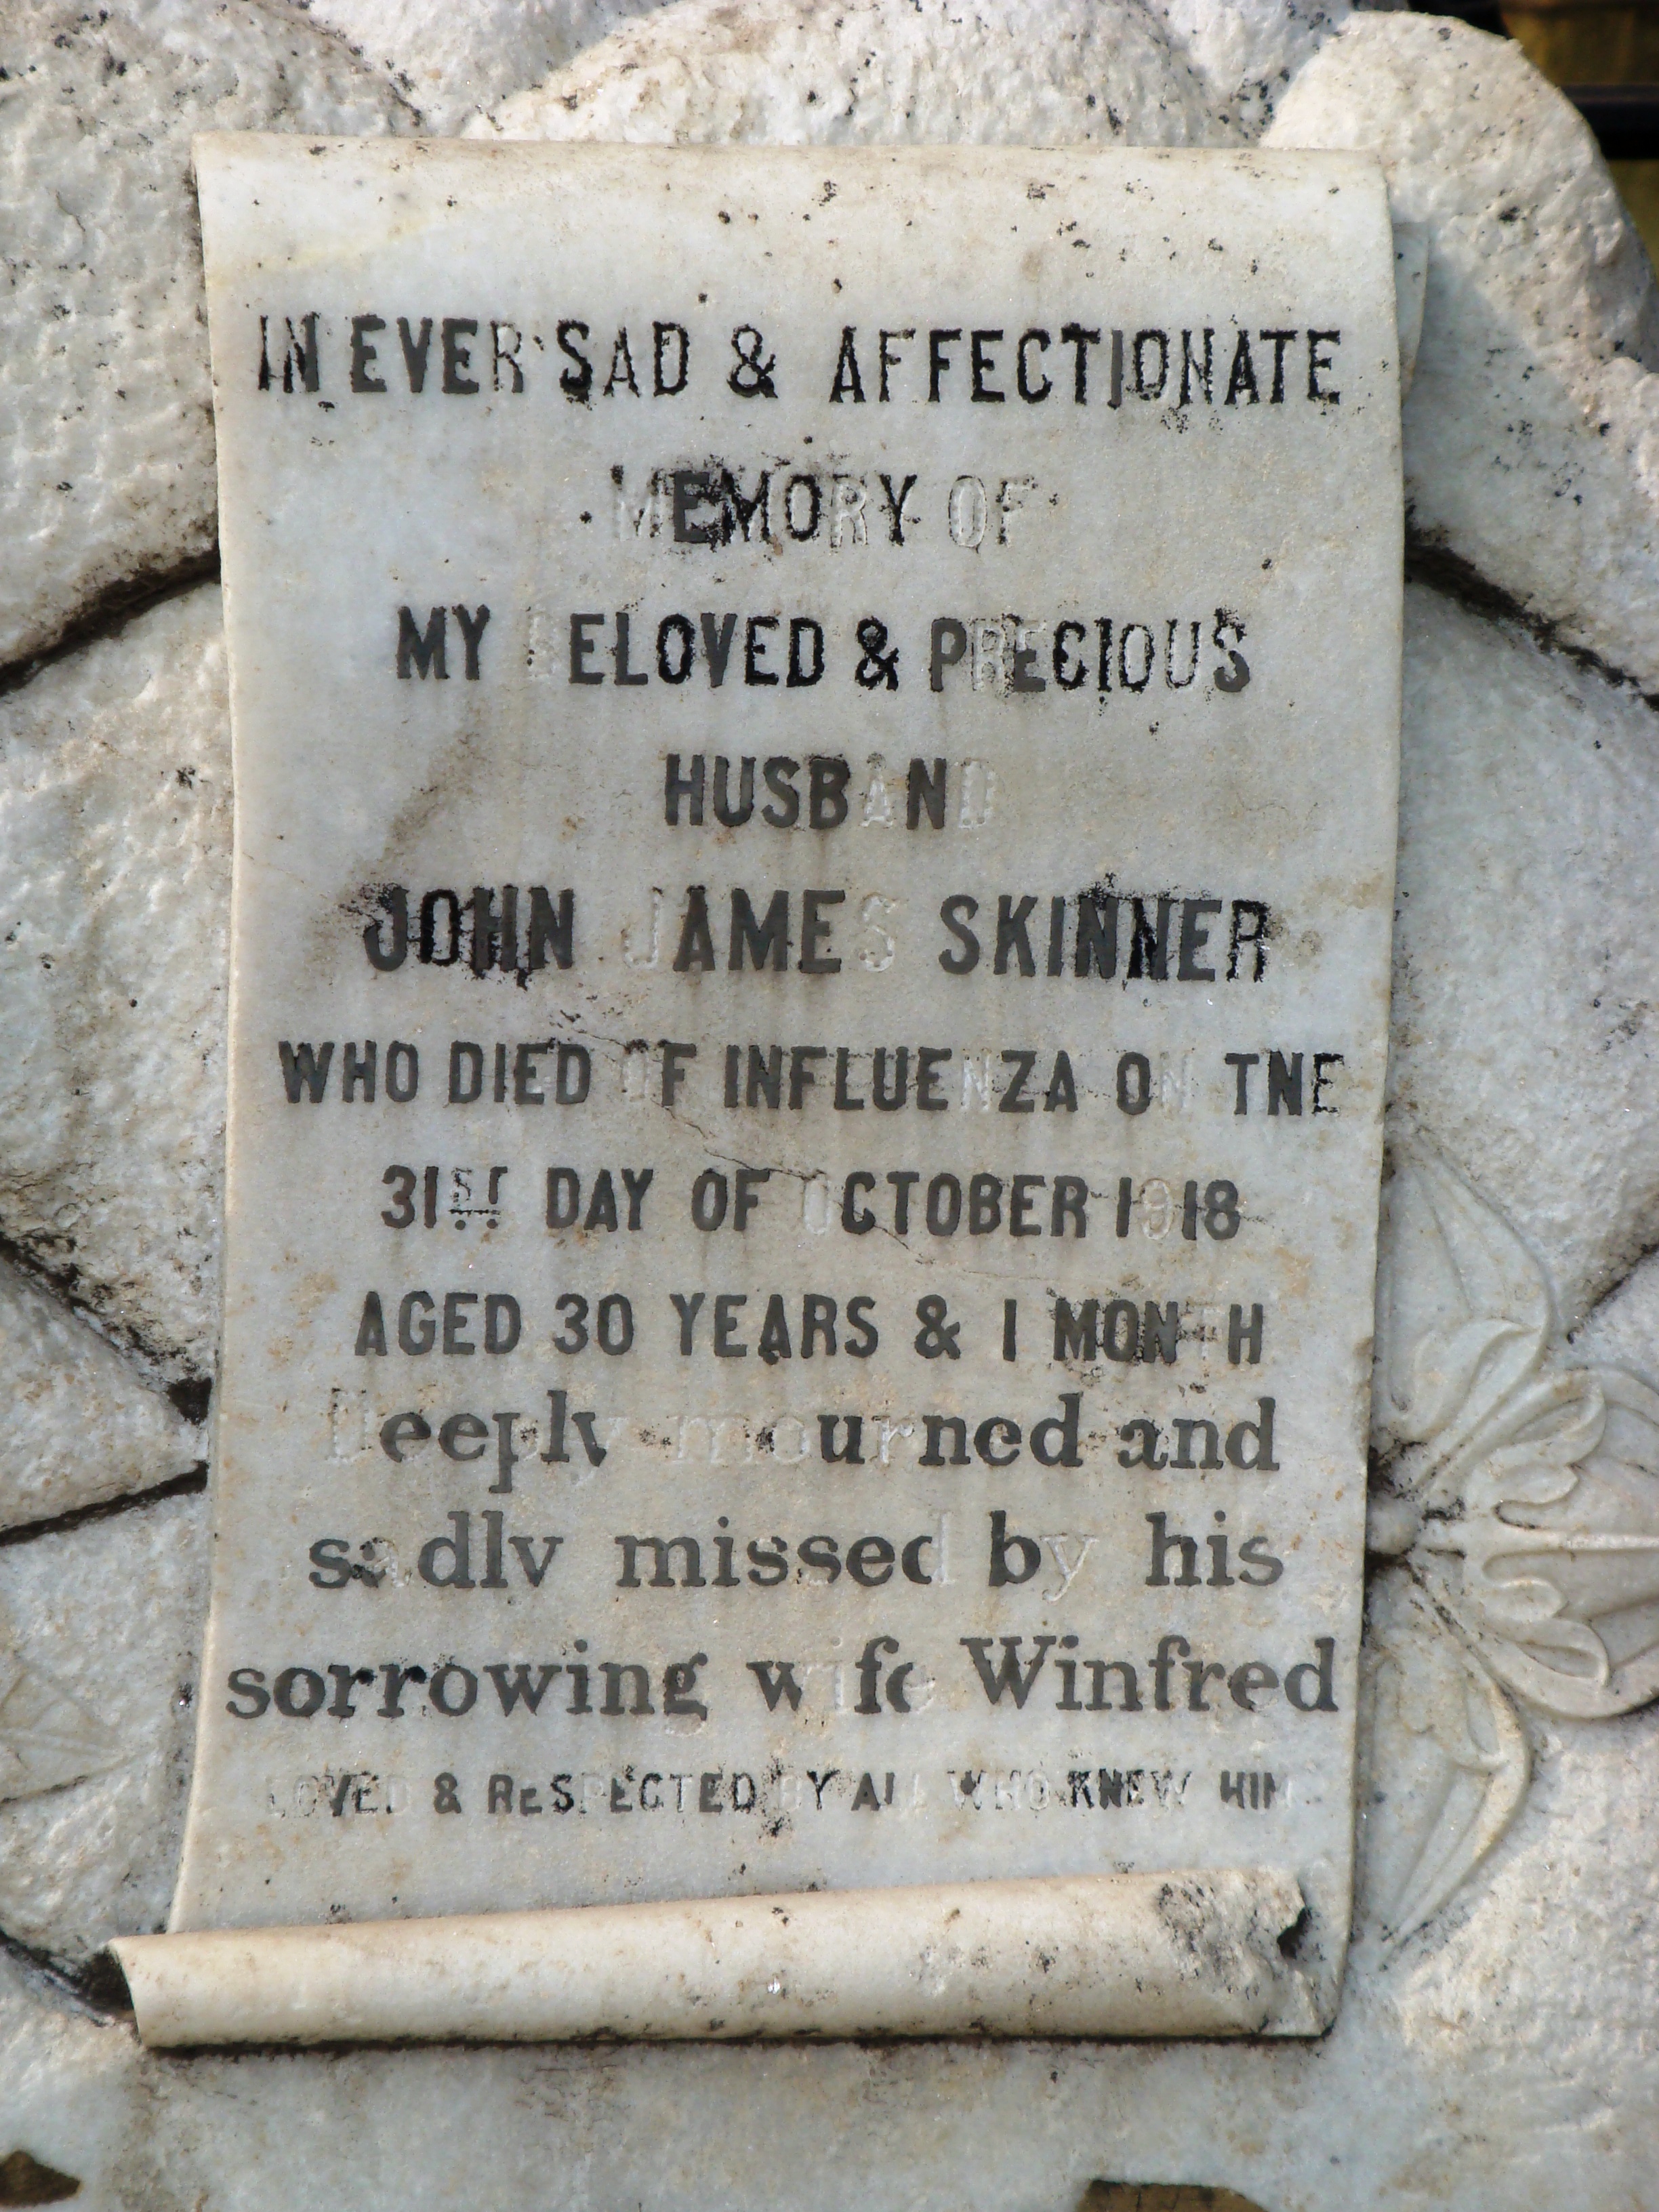 IN EVER SAD & AFFECTIONATE
MEMORY OF
MY BELOVED & PRECIOUS
HUSBAND
JOHN JAMES SKINNER
WHO DIED OF INFLUENZA ON TNE
31ST DAY OF OCTOBER 1918
AGED 30 YEARS & 1 MONTH
Deeply mourned and
sadly missed by his
sorrowing wife Winfred
LOVED & RESPECTED BY ALL WHO KNEW HIM